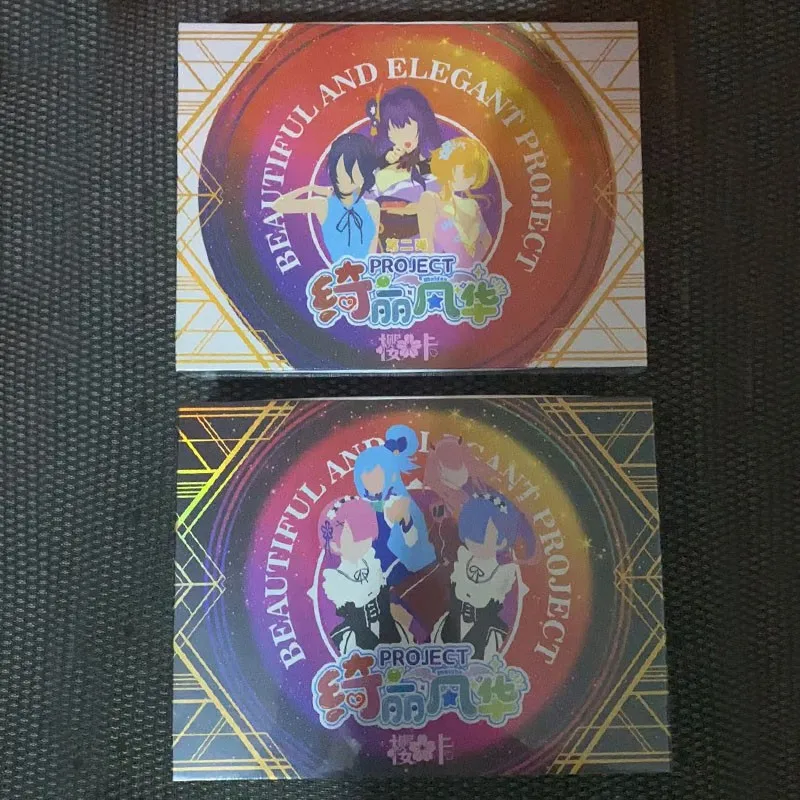 BEAUTIFUL AND ELEGANT PROJECT
第二弹
PROJECT
绮丽风华
樱卡
BEAUTIFUL AND ELEGANT PROJECT
PROJECT
绮丽风华
樱卡